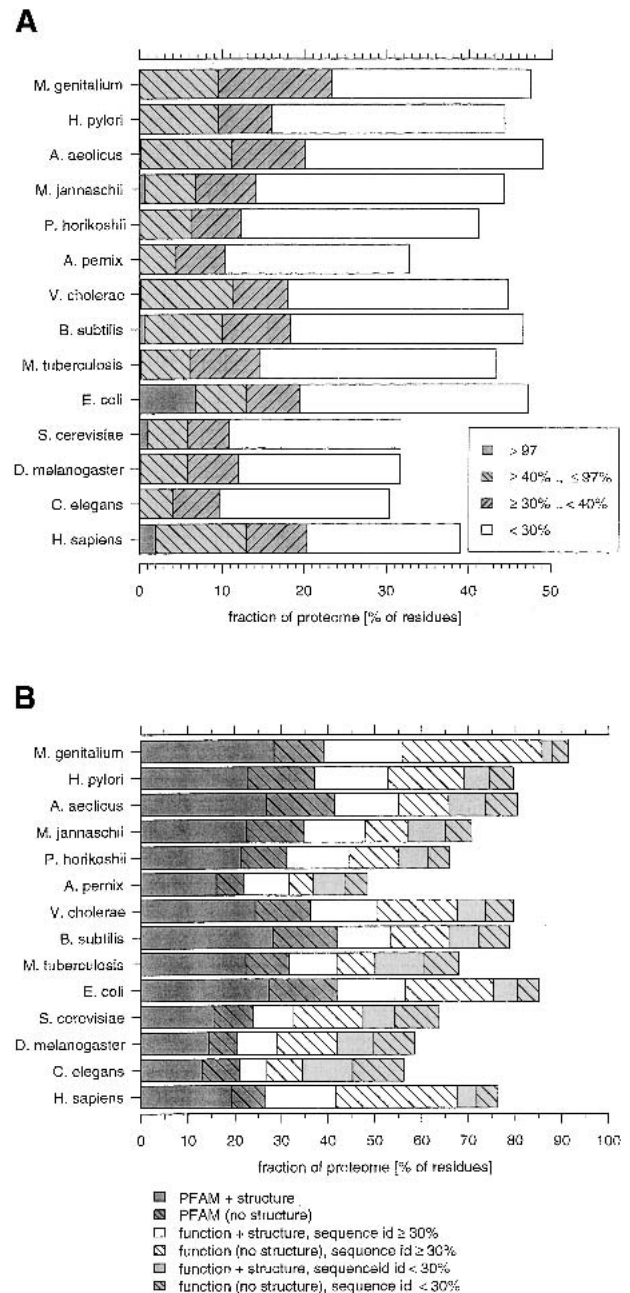 A
M. genitalium
H. pylori
A. aeolicus
M. jannaschii
P. horikoshii
A. pernix
V. cholerae
B. subtilis
M. tuberculosis
E. coli
S. cerevisiae
D. melanogaster
C. elegans
H. sapiens
> 97
> 40% .. ≤ 97%
≥ 30% .. < 40%
< 30%
0 10 20 30 40 50
fraction of proteome [% of residues]
B
M. genitalium
H. pylori
A. aeolicus
M. jannaschii
P. horikoshii
A. pernix
V. cholerae
B. subtilis
M. tuberculosis
E. coli
S. cerevisiae
D. melanogaster
C. elegans
H. sapiens
0 10 20 30 40 50 60 70 80 90 100
fraction of proteome [% of residues]
PFAM + structure
PFAM (no structure)
function + structure, sequence id ≥ 30%
function (no structure), sequence id ≥ 30%
function + structure, sequenceid id < 30%
function (no structure), sequence id < 30%